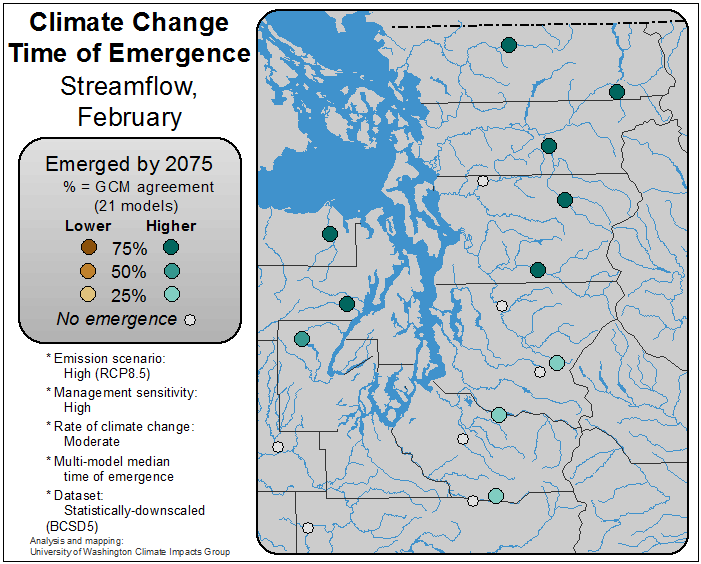 Climate Change
Time of Emergence
Streamflow,
February
Emerged by 2075
% = GCM agreement
(21 models)
Lower Higher
75%
50%
25%
No emergence
* Emission scenario:
High (RCP8.5)
* Management sensitivity:
High
* Rate of climate change:
Moderate
* Multi-model median
time of emergence
* Dataset:
Statistically-downscaled
(BCSD5)
Analysis and mapping:
University of Washington Climate Impacts Group